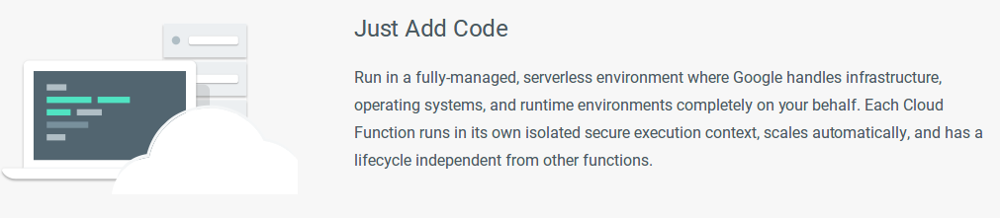 Just Add Code
Run in a fully-managed, serverless environment where Google handles infrastructure,
operating systems, and runtime environments completely on your behalf. Each Cloud
Function runs in its own isolated secure execution context, scales automatically, and has a
lifecycle independent from other functions.